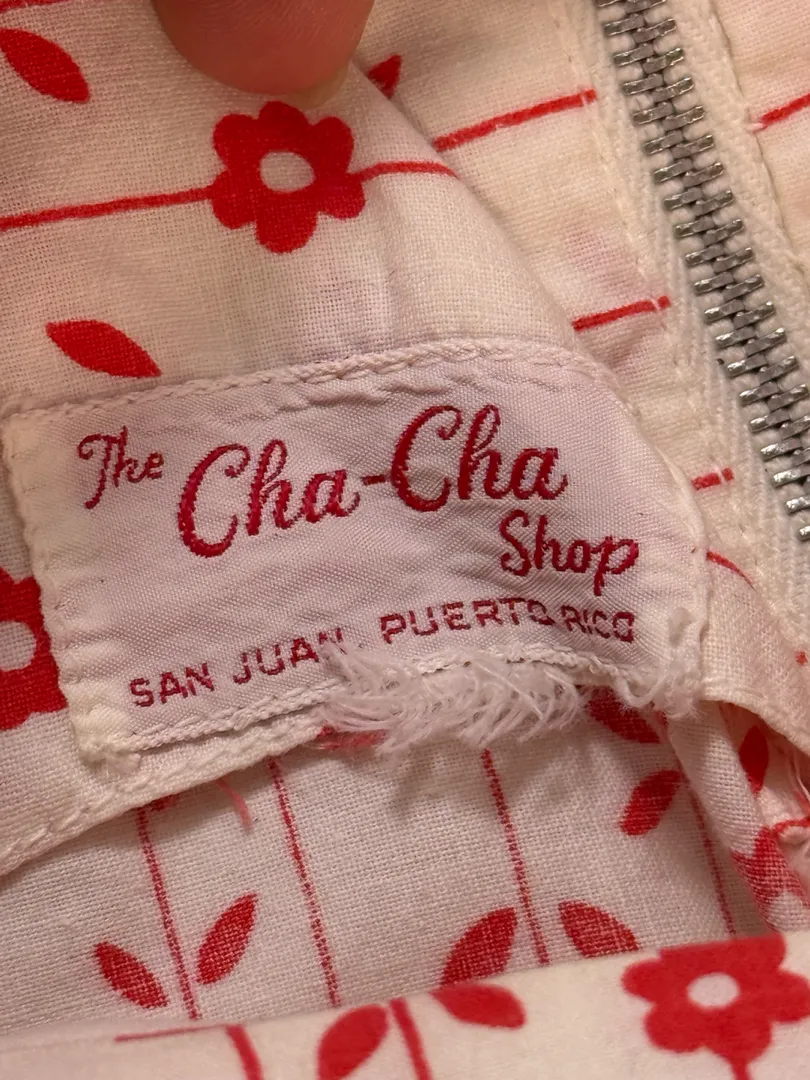 The Cha-Cha
Shop
SAN JUAN, PUERTO RICO